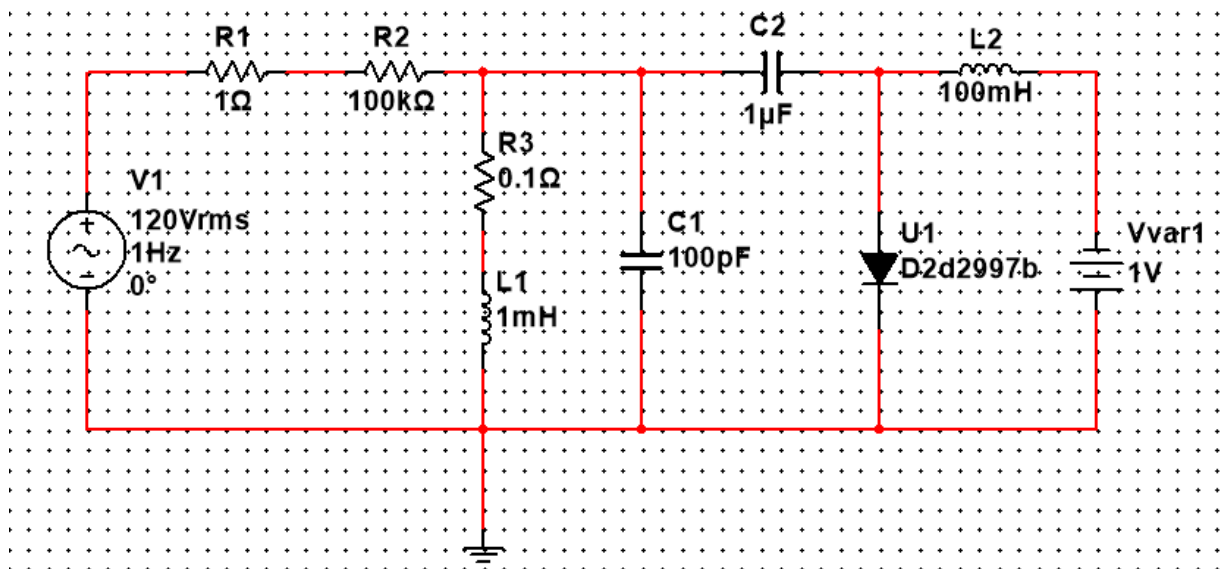 R1
1Ω
R2
100kΩ
C2
1µF
L2
100mH
V1
120Vrms
1Hz
0°
R3
0.1Ω
L1
1mH
C1
100pF
U1
D2d2997b
Vvar1
1V